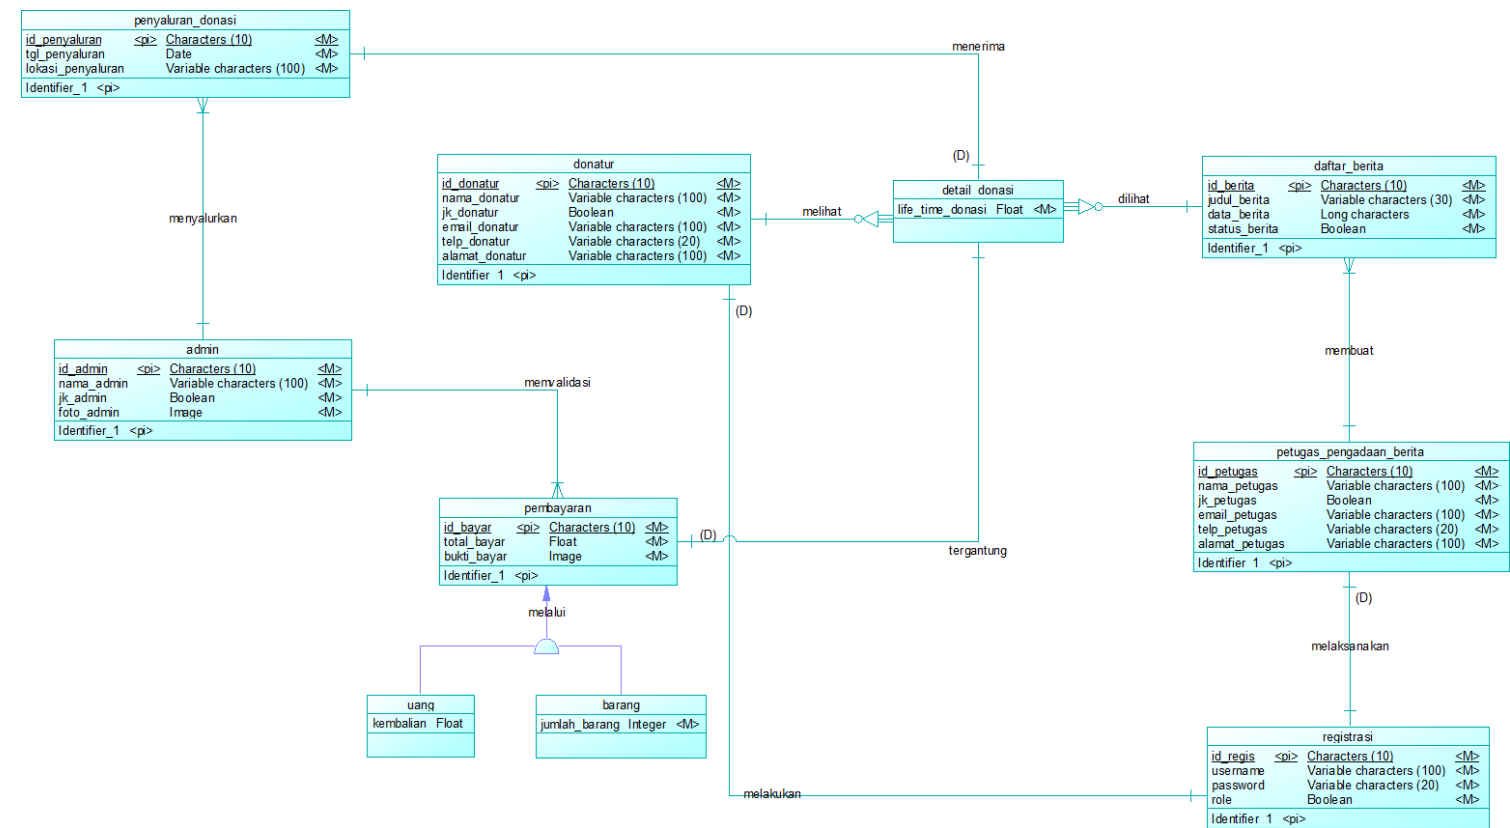 penyaluran_donasi
id_penyaluran <pi> Characters (10) <M>
tgl_penyaluran Date <M>
lokasi_penyaluran Variable characters (100) <M>
Identifier_1 <pi>
menerima
(D)
donatur
id_donatur <pi> Characters (10) <M>
nama_donatur Variable characters (100) <M>
jk_donatur Boolean <M>
email_donatur Variable characters (100) <M>
telp_donatur Variable characters (20) <M>
alamat_donatur Variable characters (100) <M>
Identifier_1 <pi>
melihat
detail_donasi
life_time_donasi Float <M>
dilihat
daftar_berita
id_berita <pi> Characters (10) <M>
judul_berita Variable characters (30) <M>
data_berita Long characters <M>
status_berita Boolean <M>
Identifier_1 <pi>
menyalurkan
(D)
membuat
admin
id_admin <pi> Characters (10) <M>
nama_admin Variable characters (100) <M>
jk_admin Boolean <M>
foto_admin Image <M>
Identifier_1 <pi>
memvalidasi
petugas_pengadaan_berita
id_petugas <pi> Characters (10) <M>
nama_petugas Variable characters (100) <M>
jk_petugas Boolean <M>
email_petugas Variable characters (100) <M>
telp_petugas Variable characters (20) <M>
alamat_petugas Variable characters (100) <M>
Identifier_1 <pi>
pembayaran
id_bayar <pi> Characters (10) <M>
total_bayar Float <M>
bukti_bayar Image <M>
Identifier_1 <pi>
(D)
tergantung
melalui
(D)
melaksanakan
uang
kembalian Float
barang
jumlah_barang Integer <M>
registrasi
id_regis <pi> Characters (10) <M>
username Variable characters (100) <M>
password Variable characters (20) <M>
role Boolean <M>
Identifier_1 <pi>
melakukan